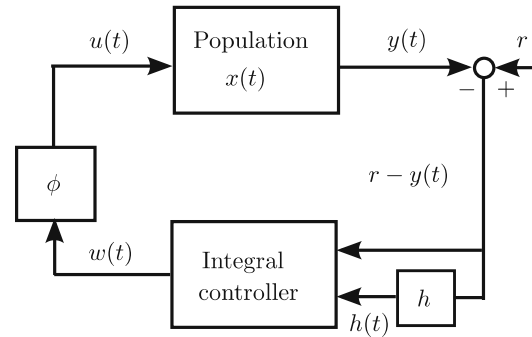 u(t)
Population
x(t)
y(t)
r
−
+
ϕ
r − y(t)
w(t)
Integral
controller
h
h(t)